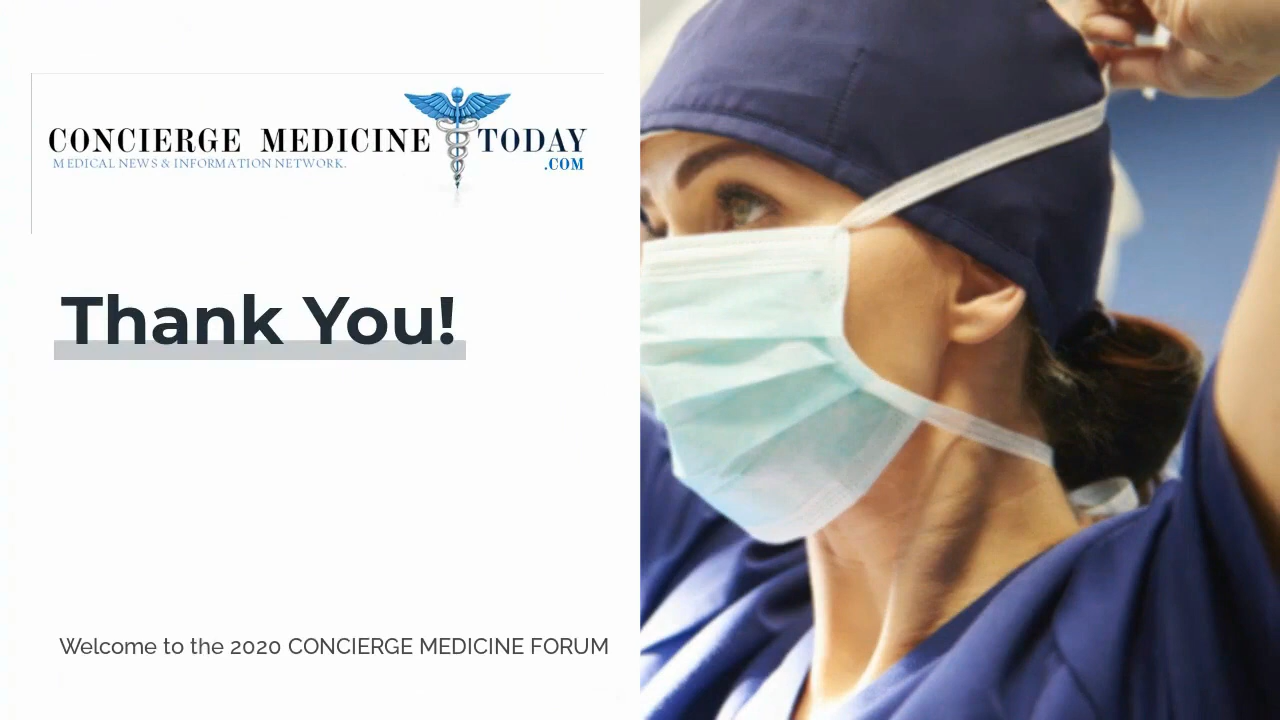 CONCIERGE MEDICINE TODAY
MEDICAL NEWS & INFORMATION NETWORK.
.COM
Thank You!
Welcome to the 2020 CONCIERGE MEDICINE FORUM